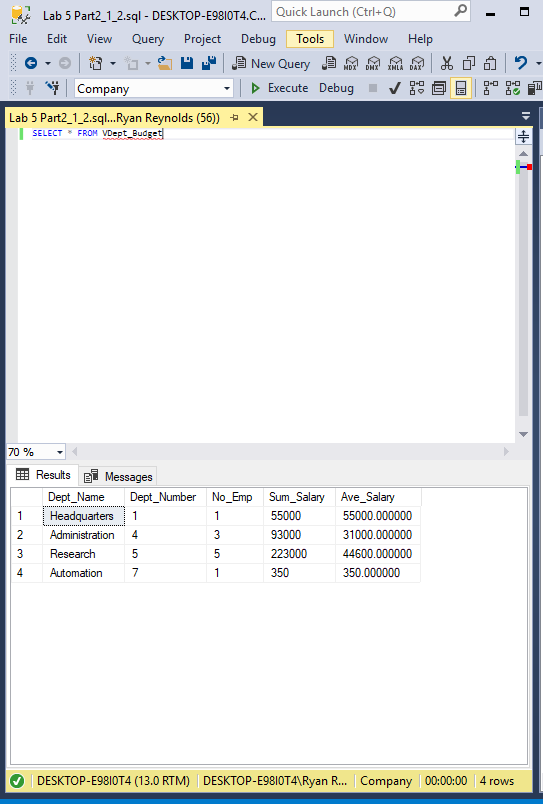 Lab 5 Part2_1_2.sql - DESKTOP-E98I0T4.C... Quick Launch (Ctrl+Q)
File Edit View Query Project Debug Tools Window Help
New Query MDX DMX XMLA DAX
Company Execute Debug
Lab 5 Part2_1_2.sql...Ryan Reynolds (56))
SELECT * FROM VDept_Budget
70 %
Results Messages
Dept_Name Dept_Number No_Emp Sum_Salary Ave_Salary
1 Headquarters 1 1 55000 55000.000000
2 Administration 4 3 93000 31000.000000
3 Research 5 5 223000 44600.000000
4 Automation 7 1 350 350.000000
DESKTOP-E98I0T4 (13.0 RTM) DESKTOP-E98I0T4\Ryan R... Company 00:00:00 4 rows